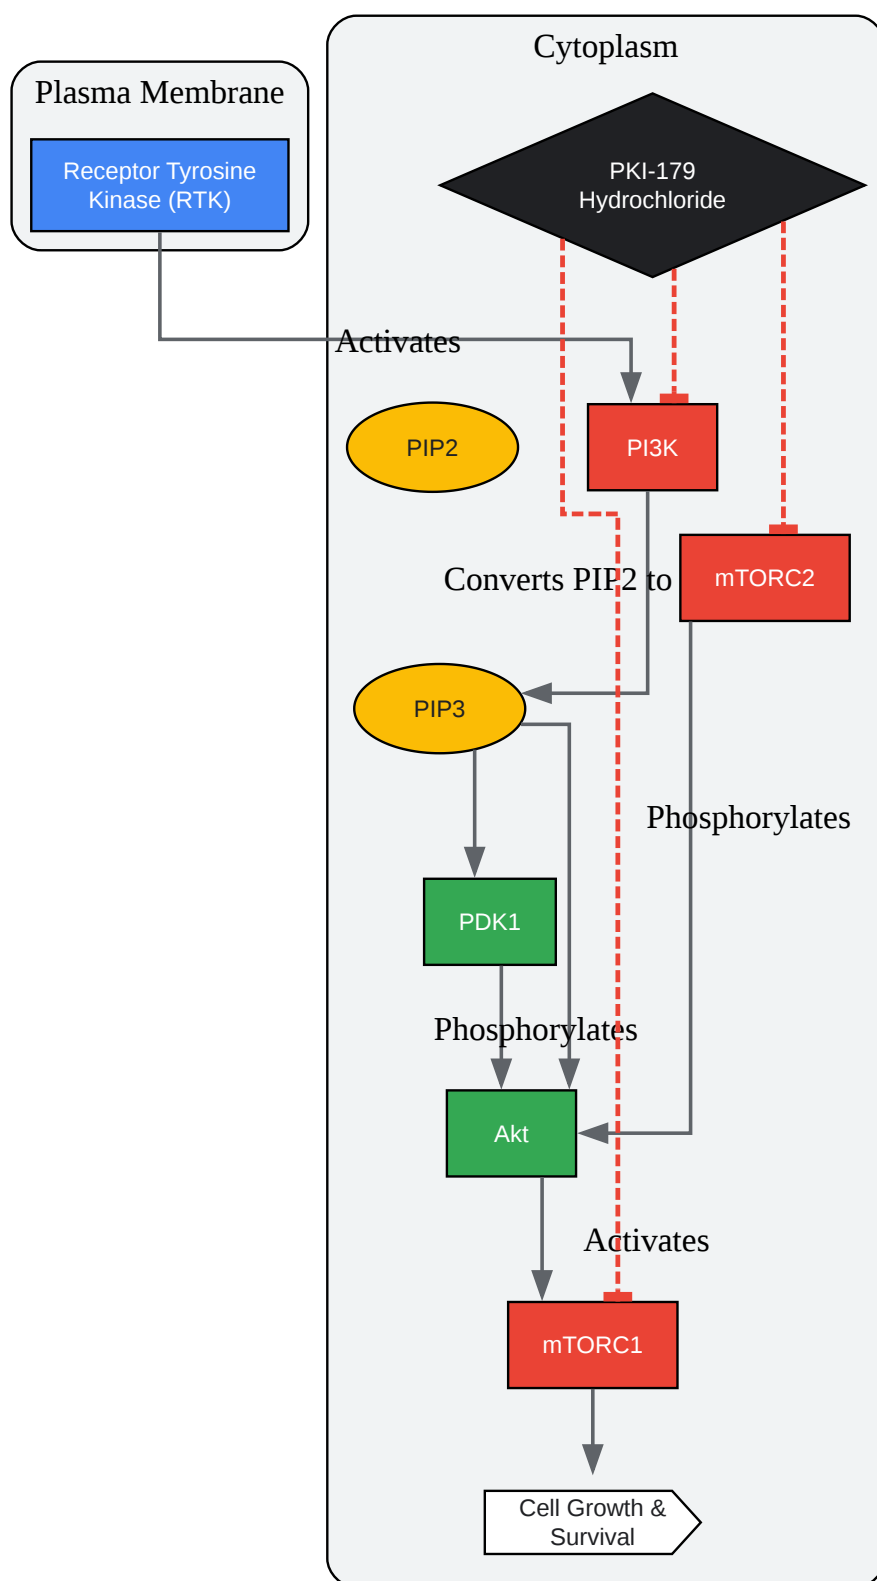 Cytoplasm
Plasma Membrane
Receptor Tyrosine
Kinase (RTK)
PKI-179
Hydrochloride
Activates
PIP2
PI3K
Converts PIP2 to
mTORC2
PIP3
Phosphorylates
PDK1
Phosphorylates
Akt
Activates
mTORC1
Cell Growth &
Survival